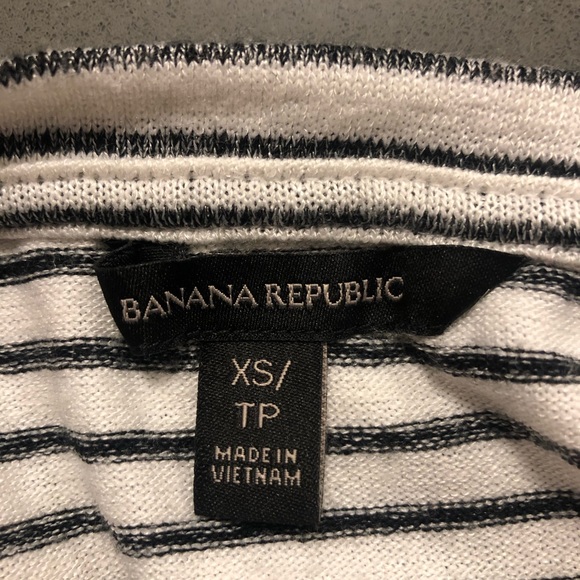 BANANA REPUBLIC
XS/
TP
MADE IN
VIETNAM